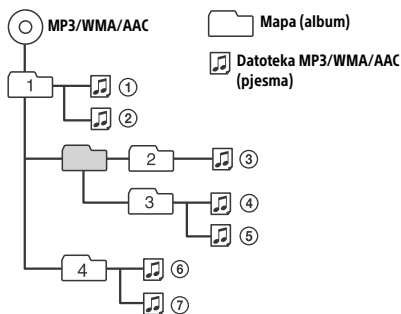 MP3/WMA/AAC
Mapa (album)
Datoteka MP3/WMA/AAC
(pjesma)
1
①
②
2
③
3
④
⑤
4
⑥
⑦